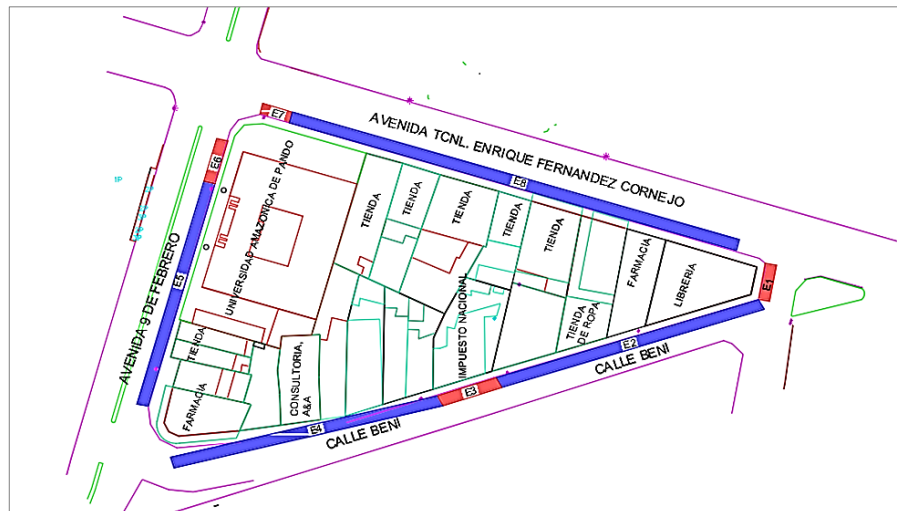 AVENIDA TCNL. ENRIQUE FERNANDEZ CORNEJO
E7
E6
E8
UNIVERSIDAD AMAZONICA DE PANDO
TIENDA
TIENDA
TIENDA
TIENDA
TIENDA
FARMACIA
LIBRERIA
E1
AVENIDA 9 DE FEBRERO
E5
TIENDA
FARMACIA
CONSULTORIA,
A&A
IMPUESTO NACIONAL
TIENDA
DE ROPA
E2
CALLE BENI
E3
E4
CALLE BENI